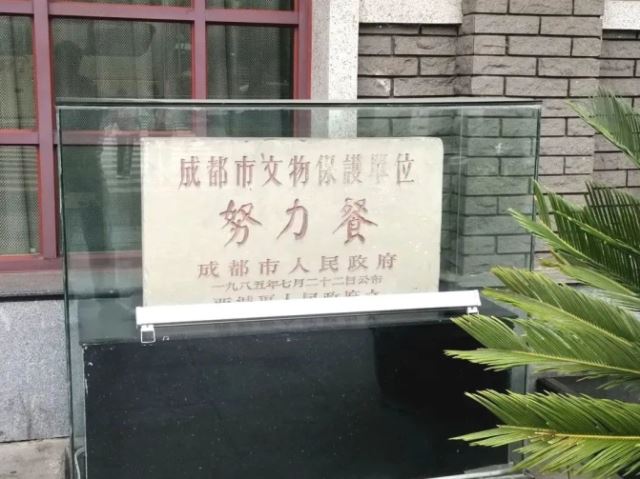 成都市文物保護單位
努力餐
成都市人民政府
一九八五年七月二十二日公布